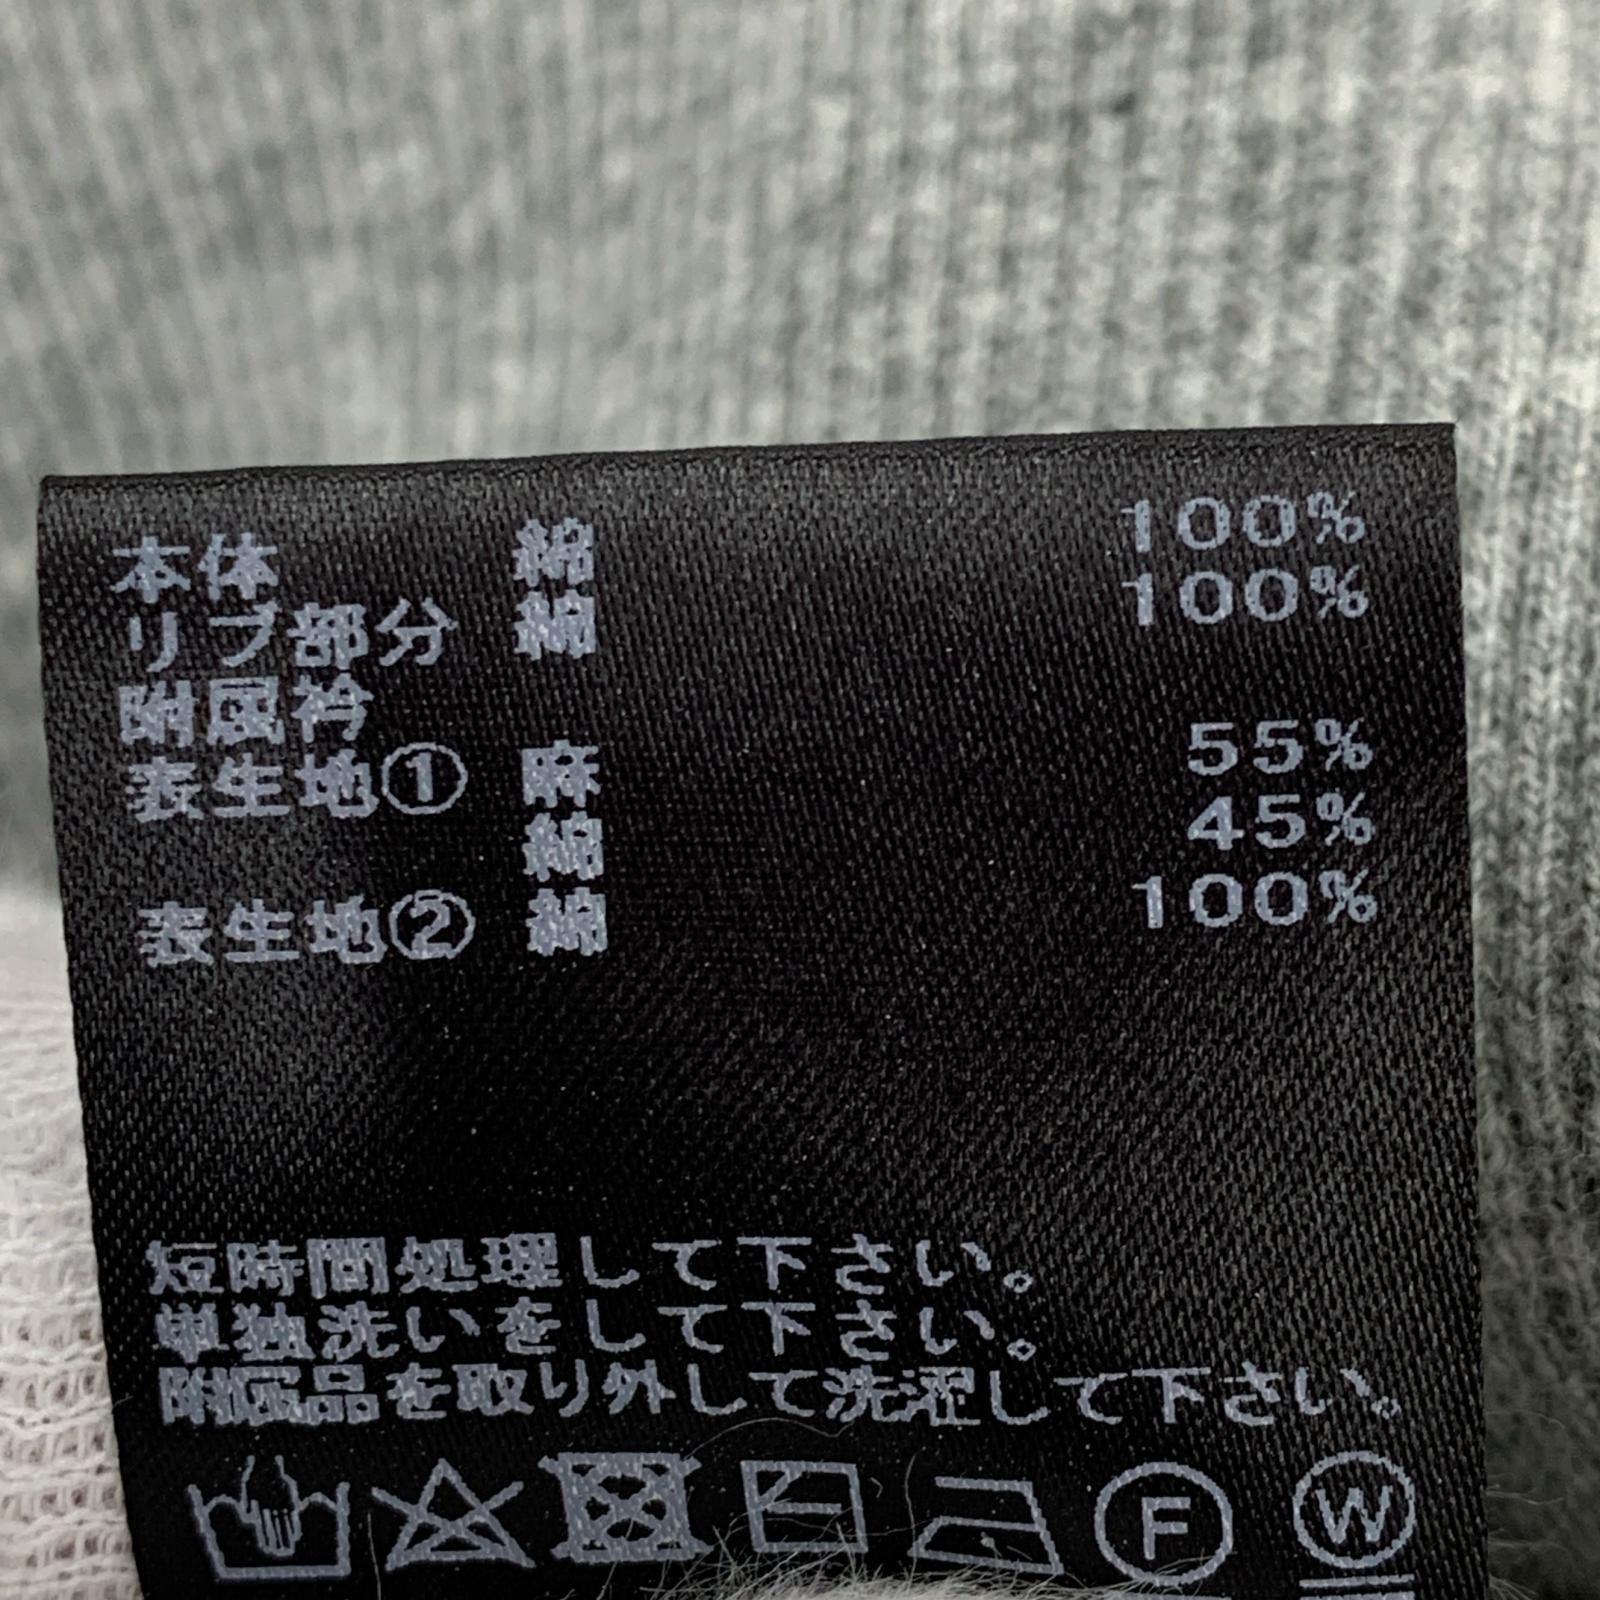 本体 綿 100%
リブ部分 綿 100%
附属衿
表生地① 麻 55%
綿 45%
表生地② 綿 100%
短時間処理して下さい。
単独洗いをして下さい。
附属品を取り外して洗濯して下さい。
F W